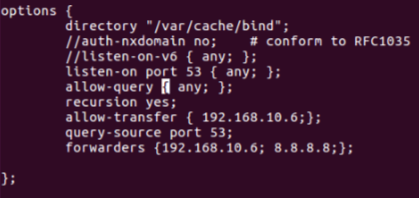 options {
directory "/var/cache/bind";
//auth-nxdomain no; # conform to RFC1035
//listen-on-v6 { any; };
listen-on port 53 { any; };
allow-query { any; };
recursion yes;
allow-transfer { 192.168.10.6;};
query-source port 53;
forwarders {192.168.10.6; 8.8.8.8;};
};